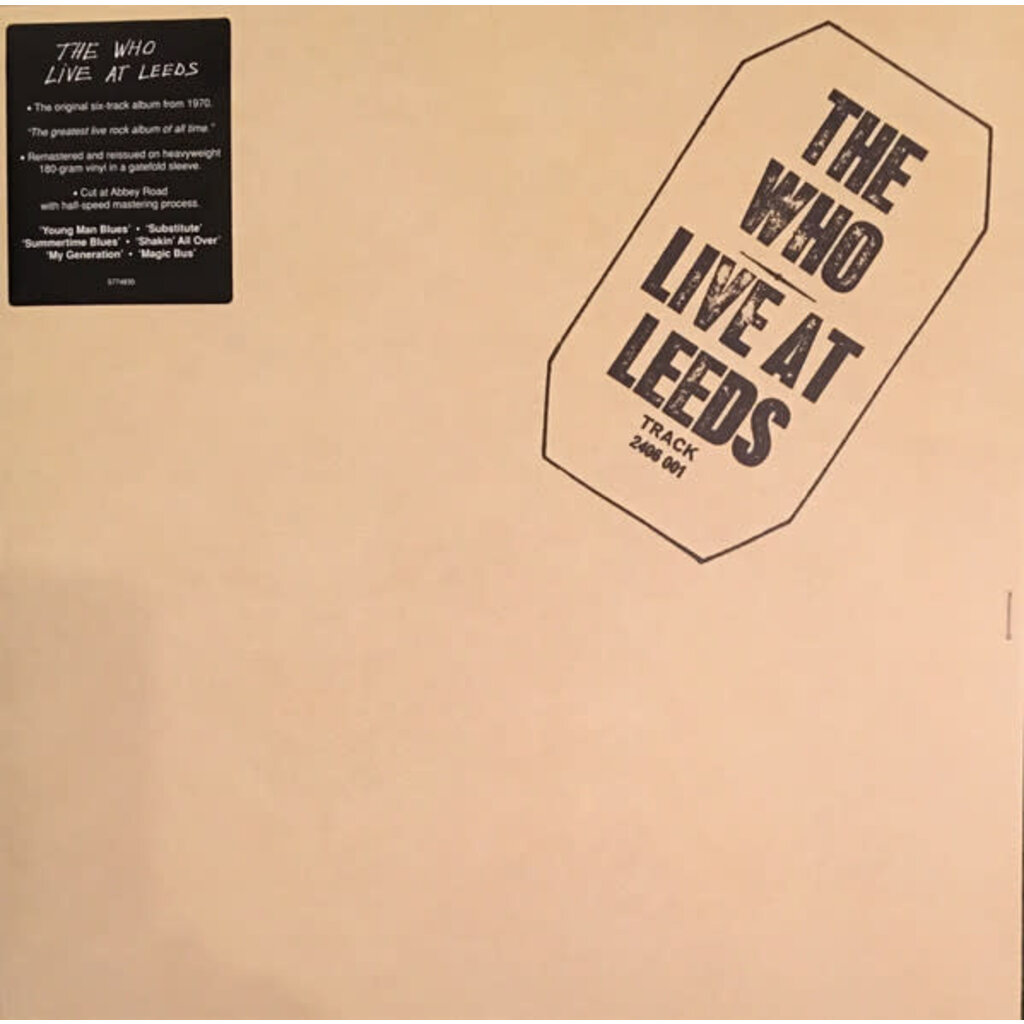 THE WHO
LIVE AT LEEDS
• The original six-track album from 1970.
"The greatest live rock album of all time."
• Remastered and reissued on heavyweight
180-gram vinyl in a gatefold sleeve.
• Cut at Abbey Road
with half-speed mastering process.
'Young Man Blues' • 'Substitute'
'Summertime Blues' • 'Shakin' All Over'
'My Generation' • 'Magic Bus'
THE
WHO
LIVE AT
LEEDS
TRACK
2406 001